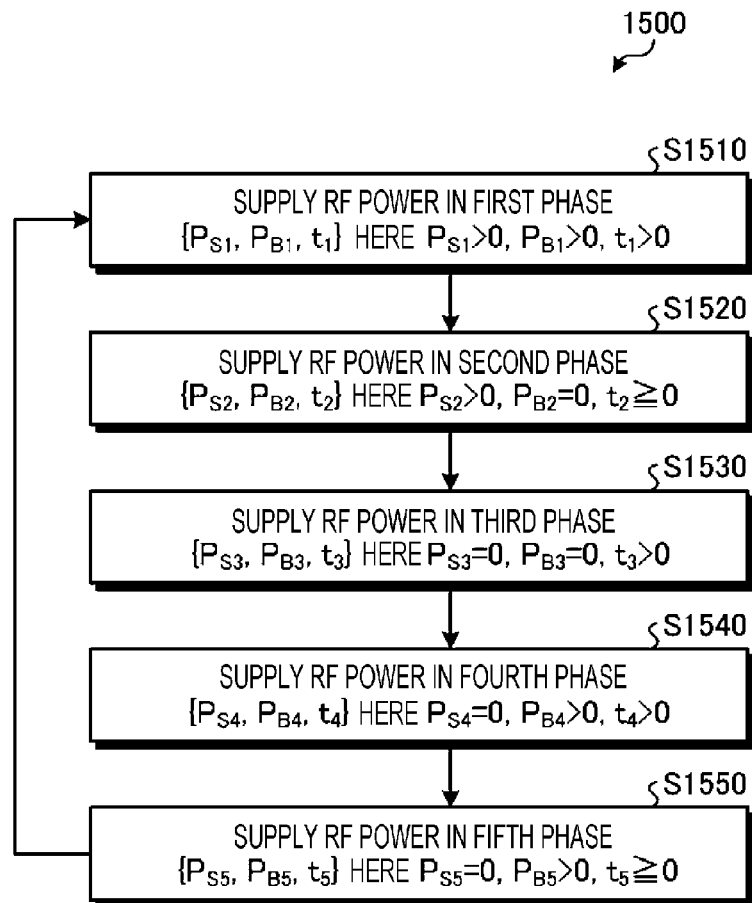 1500
S1510
SUPPLY RF POWER IN FIRST PHASE
{PS1, PB1, t1} HERE PS1>0, PB1>0, t1>0
S1520
SUPPLY RF POWER IN SECOND PHASE
{PS2, PB2, t2} HERE PS2>0, PB2=0, t2≧0
S1530
SUPPLY RF POWER IN THIRD PHASE
{PS3, PB3, t3} HERE PS3=0, PB3=0, t3>0
S1540
SUPPLY RF POWER IN FOURTH PHASE
{PS4, PB4, t4} HERE PS4=0, PB4>0, t4>0
S1550
SUPPLY RF POWER IN FIFTH PHASE
{PS5, PB5, t5} HERE PS5=0, PB5>0, t5≧0